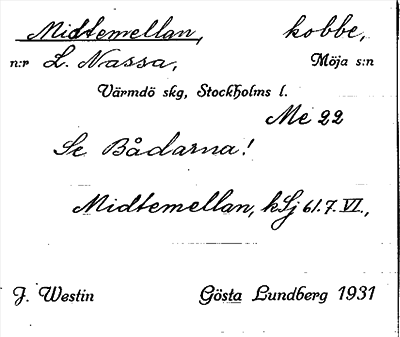 Midtemellan, kobbe,
n:r L. Nassa, Möja s:n
Värmdö skg, Stockholms l.
Me 22
Se Bådarna!
Midtemellan, kSj 61.7.VI.,
J. Westin Gösta Lundberg 1931